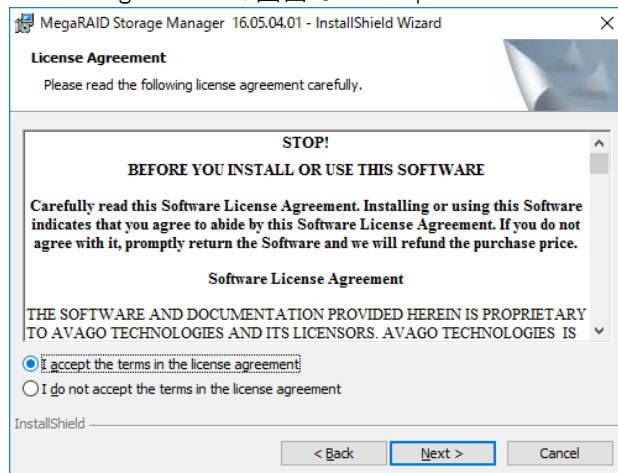 MegaRAID Storage Manager 16.05.04.01 - InstallShield Wizard
License Agreement
Please read the following license agreement carefully.
STOP!
BEFORE YOU INSTALL OR USE THIS SOFTWARE
Carefully read this Software License Agreement. Installing or using this Software
indicates that you agree to abide by this Software License Agreement. If you do not
agree with it, promptly return the Software and we will refund the purchase price.
Software License Agreement
THE SOFTWARE AND DOCUMENTATION PROVIDED HEREIN IS PROPRIETARY
TO AVAGO TECHNOLOGIES AND ITS LICENSORS. AVAGO TECHNOLOGIES IS
I accept the terms in the license agreement
I do not accept the terms in the license agreement
InstallShield
< Back Next > Cancel